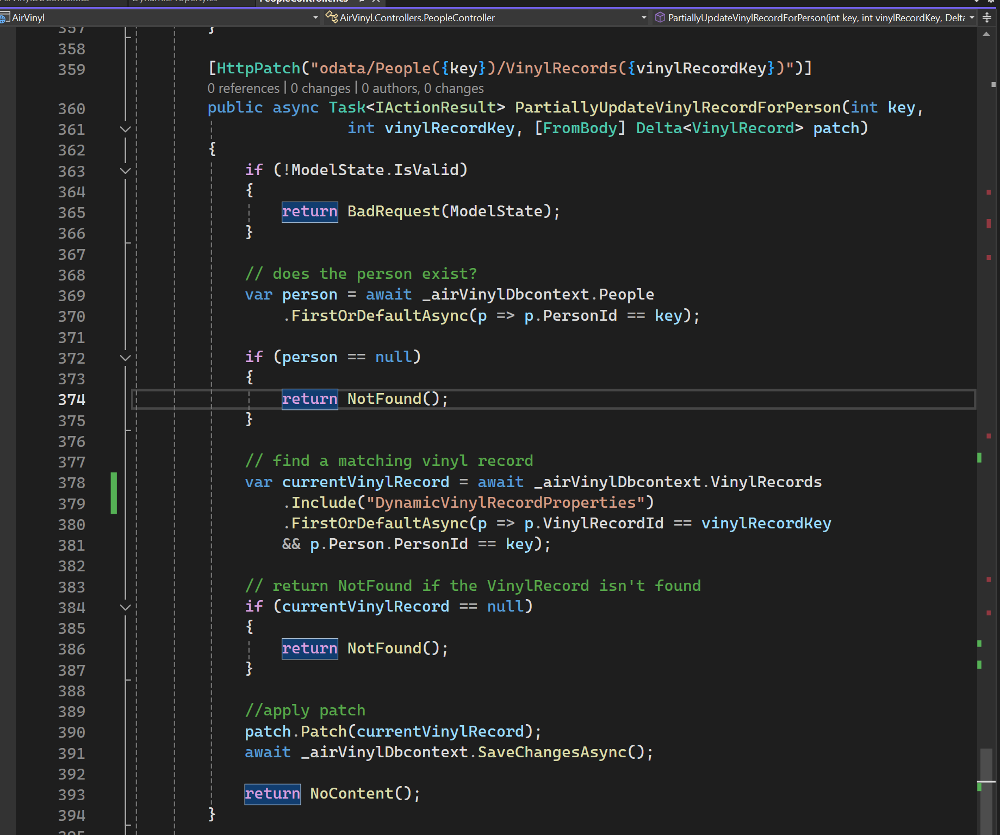 PeopleController.cs
AirVinyl
AirVinyl.Controllers.PeopleController
PartiallyUpdateVinylRecordForPerson(int key, int vinylRecordKey, Delta
357 }
358
359 [HttpPatch("odata/People({key})/VinylRecords({vinylRecordKey})")]
0 references | 0 changes | 0 authors, 0 changes
360 public async Task<IActionResult> PartiallyUpdateVinylRecordForPerson(int key,
361 int vinylRecordKey, [FromBody] Delta<VinylRecord> patch)
362 {
363 if (!ModelState.IsValid)
364 {
365 return BadRequest(ModelState);
366 }
367
368 // does the person exist?
369 var person = await _airVinylDbcontext.People
370 .FirstOrDefaultAsync(p => p.PersonId == key);
371
372 if (person == null)
373 {
374 return NotFound();
375 }
376
377 // find a matching vinyl record
378 var currentVinylRecord = await _airVinylDbcontext.VinylRecords
379 .Include("DynamicVinylRecordProperties")
380 .FirstOrDefaultAsync(p => p.VinylRecordId == vinylRecordKey
381 && p.Person.PersonId == key);
382
383 // return NotFound if the VinylRecord isn't found
384 if (currentVinylRecord == null)
385 {
386 return NotFound();
387 }
388
389 //apply patch
390 patch.Patch(currentVinylRecord);
391 await _airVinylDbcontext.SaveChangesAsync();
392
393 return NoContent();
394 }